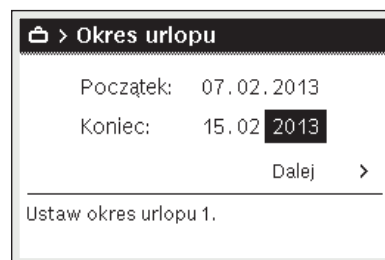 > Okres urlopu
Początek: 07.02.2013
Koniec: 15.02 2013
Dalej >
Ustaw okres urlopu 1.